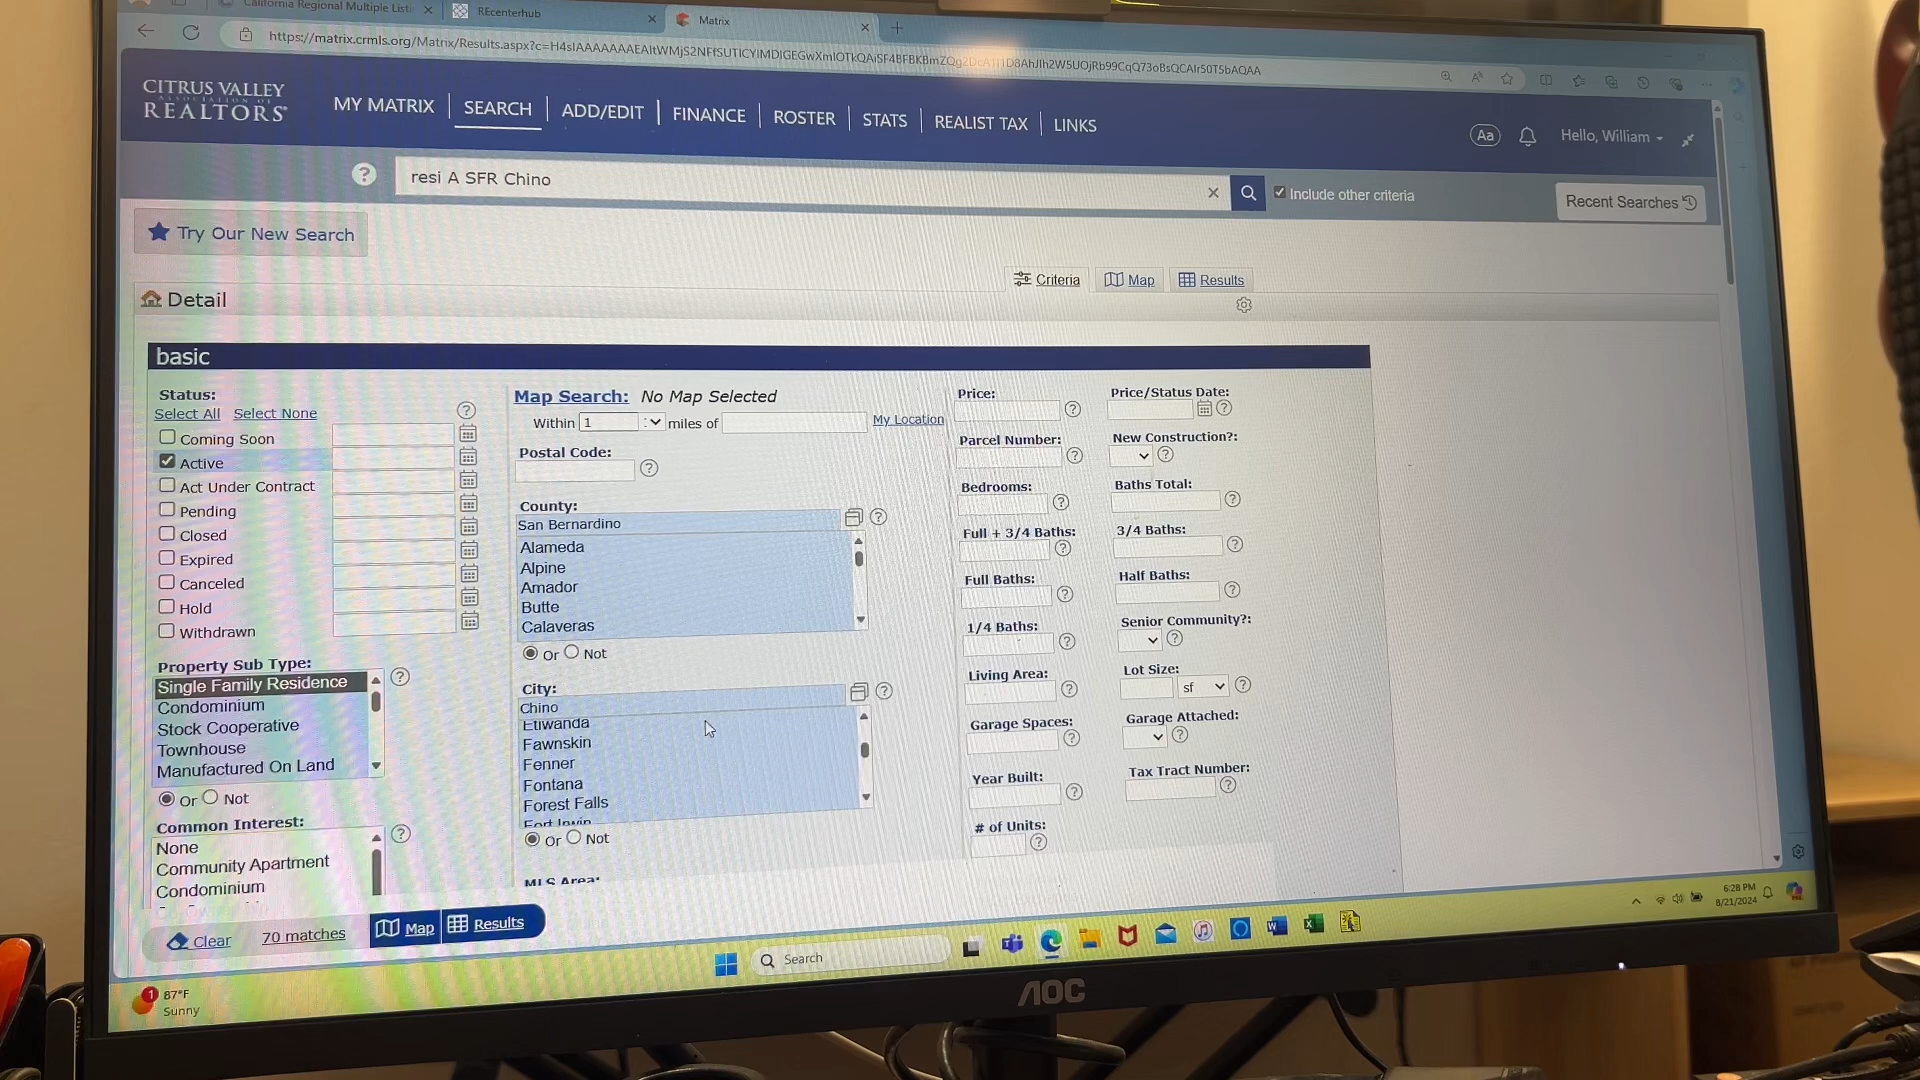 California Regional Multiple Listi
REcenterhub
Matrix
https://matrix.crmls.org/Matrix/Results.aspx?c=
CITRUS VALLEY
ASSOCIATION OF
REALTORS
MY MATRIX
SEARCH
ADD/EDIT
FINANCE
ROSTER
STATS
REALIST TAX
LINKS
Aa
Hello, William
resi A SFR Chino
Include other criteria
Recent Searches
Try Our New Search
Criteria
Map
Results
Detail
basic
Status:
Select All Select None
Coming Soon
Active
Act Under Contract
Pending
Closed
Expired
Canceled
Hold
Withdrawn
Property Sub Type:
Single Family Residence
Condominium
Stock Cooperative
Townhouse
Manufactured On Land
Or Not
Common Interest:
None
Community Apartment
Condominium
Map Search: No Map Selected
Within 1 miles of
My Location
Postal Code:
County:
San Bernardino
Alameda
Alpine
Amador
Butte
Calaveras
Or Not
City:
Chino
Etiwanda
Fawnskin
Fenner
Fontana
Forest Falls
Fort Irwin
Or Not
MLS Area:
Price:
Parcel Number:
Bedrooms:
Full + 3/4 Baths:
Full Baths:
1/4 Baths:
Living Area:
Garage Spaces:
Year Built:
# of Units:
Price/Status Date:
New Construction?:
Baths Total:
3/4 Baths:
Half Baths:
Senior Community?:
Lot Size:
sf
Garage Attached:
Tax Tract Number:
Clear
70 matches
Map
Results
Search
6:28 PM
8/21/2024
1
87°F
Sunny
AOC